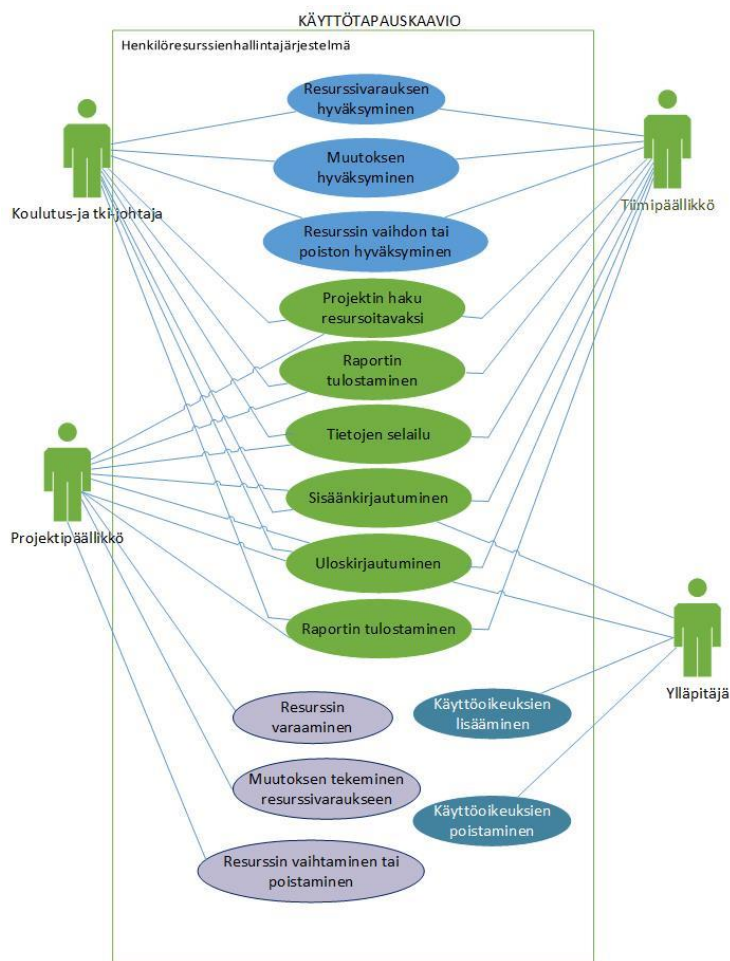 KÄYTTÖTAPAUSKAAVIO
Henkilöresurssienhallintajärjestelmä
Resurssivarauksen
hyväksyminen
Muutoksen
hyväksyminen
Koulutus-ja tki-johtaja
Tiimipäällikkö
Resurssin vaihdon tai
poiston hyväksyminen
Projektin haku
resursoitavaksi
Raportin
tulostaminen
Tietojen selailu
Sisäänkirjautuminen
Projektipäällikkö
Uloskirjautuminen
Raportin tulostaminen
Ylläpitäjä
Resurssin
varaaminen
Käyttöoikeuksien
lisääminen
Muutoksen tekeminen
resurssivaraukseen
Käyttöoikeuksien
poistaminen
Resurssin vaihtaminen tai
poistaminen